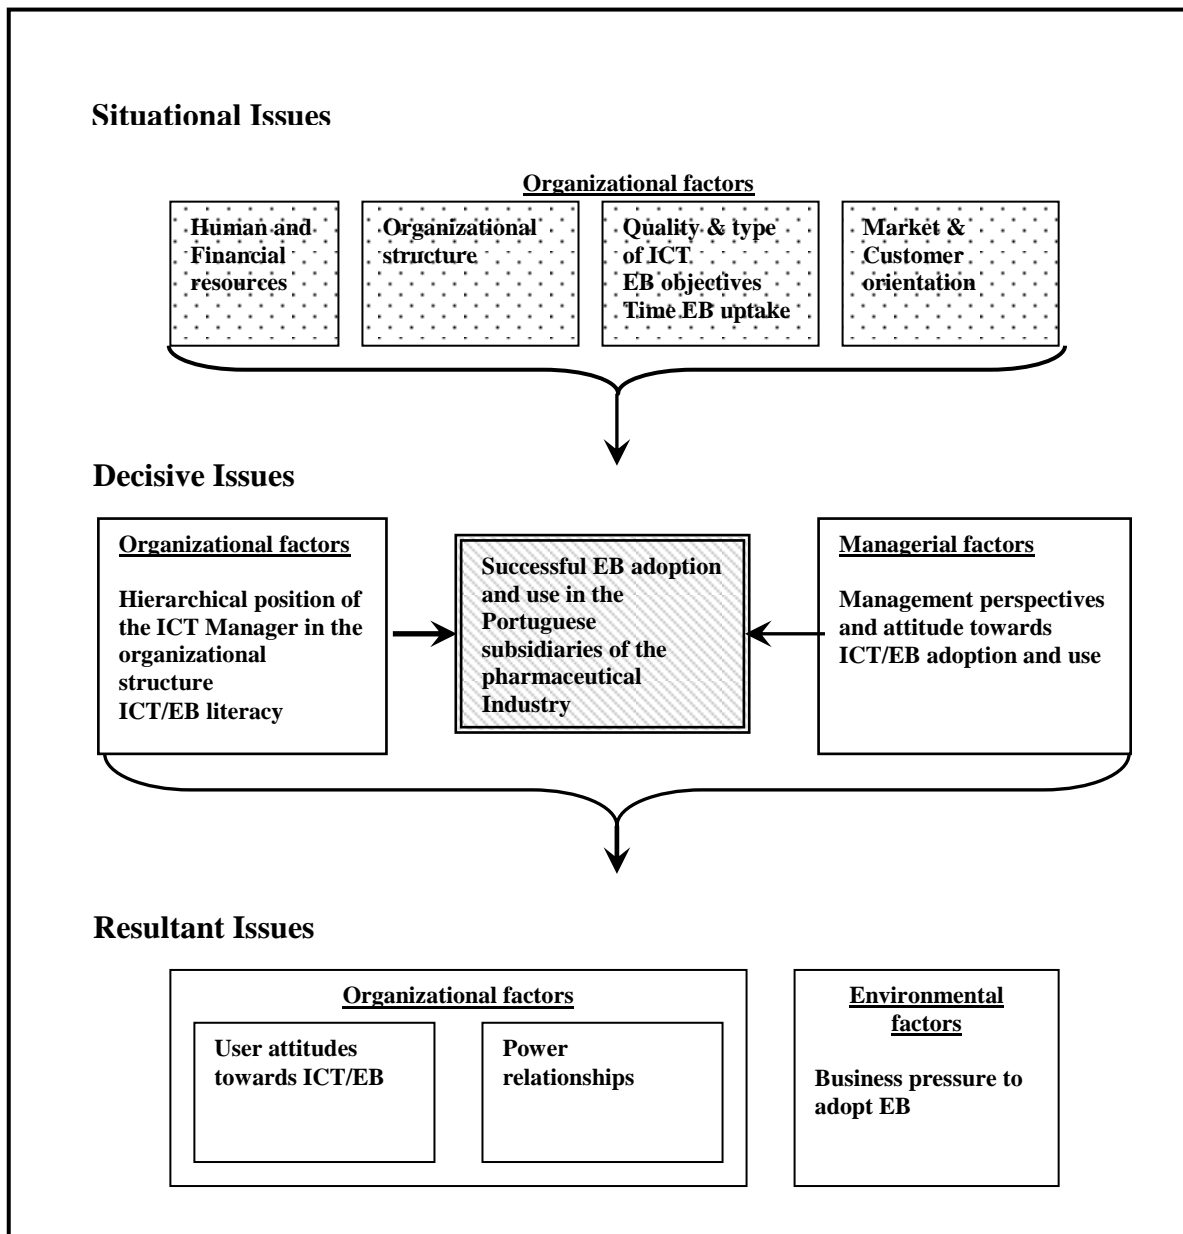 Situational Issues
Organizational factors
Human and
Financial
resources
Organizational
structure
Quality & type
of ICT
EB objectives
Time EB uptake
Market &
Customer
orientation
Decisive Issues
Organizational factors
Hierarchical position of
the ICT Manager in the
organizational
structure
ICT/EB literacy
Successful EB adoption
and use in the
Portuguese
subsidiaries of the
pharmaceutical
Industry
Managerial factors
Management perspectives
and attitude towards
ICT/EB adoption and use
Resultant Issues
Organizational factors
User attitudes
towards ICT/EB
Power
relationships
Environmental
factors
Business pressure to
adopt EB